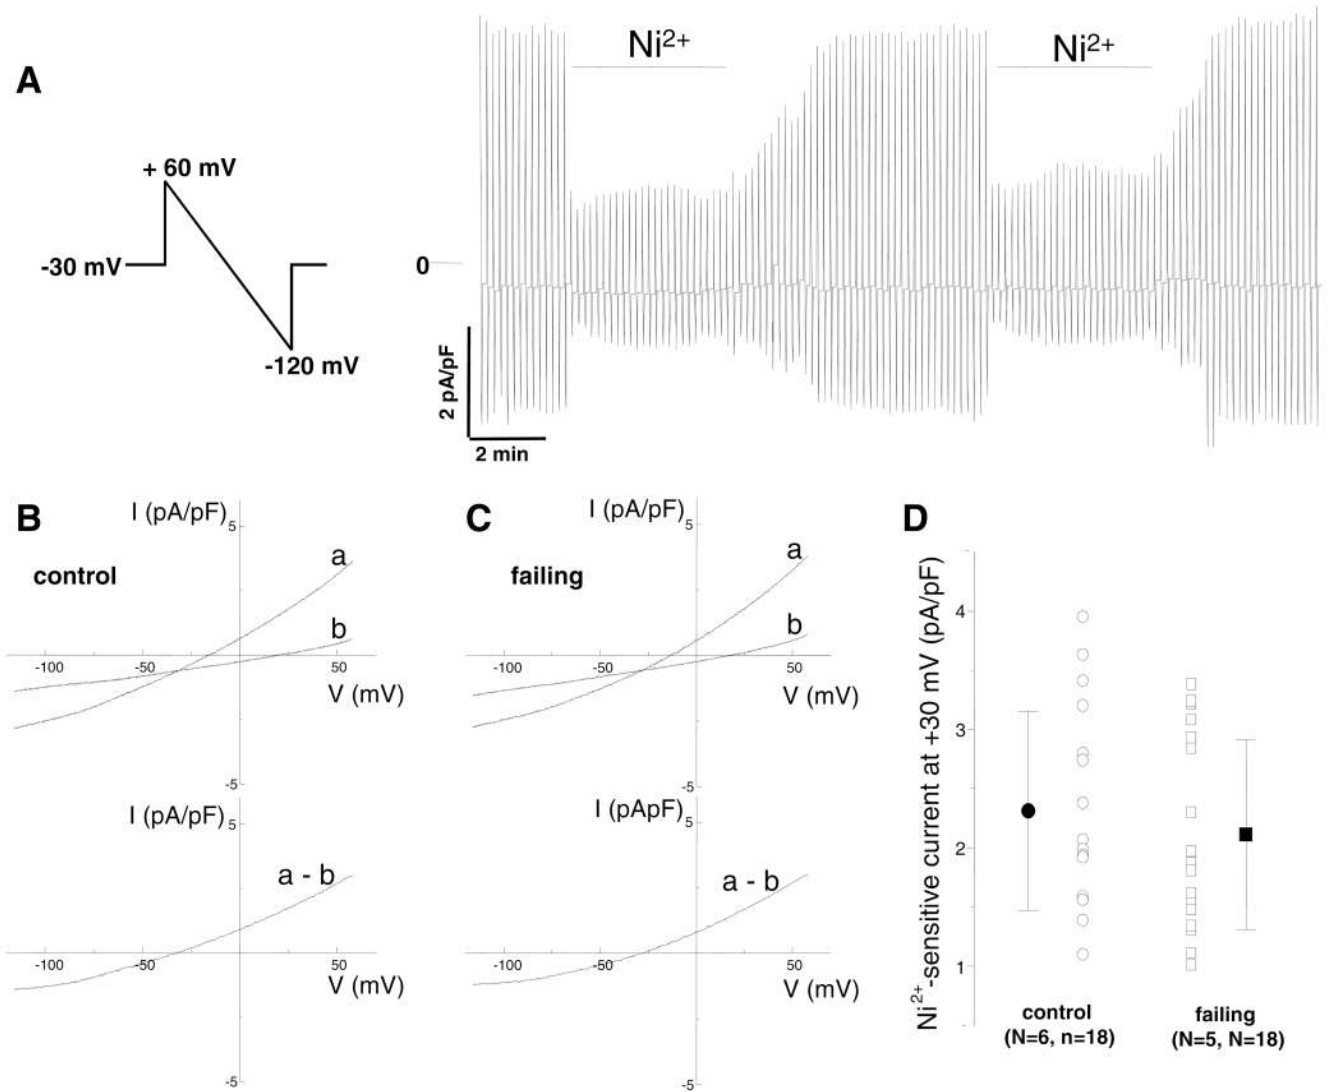 A
Ni2+
Ni2+
+ 60 mV
-30 mV
-120 mV
0
2 pA/pF
2 min
B
I (pA/pF)
5
control
a
b
-100
-50
50
V (mV)
-5
I (pA/pF)
5
a - b
-100
-50
50
V (mV)
-5
C
I (pA/pF)
5
failing
a
b
-100
-50
50
V (mV)
-5
I (pApF)
5
a - b
-100
-50
50
V (mV)
-5
D
Ni2+-sensitive current at +30 mV (pA/pF)
4
3
2
1
control
(N=6, n=18)
failing
(N=5, N=18)